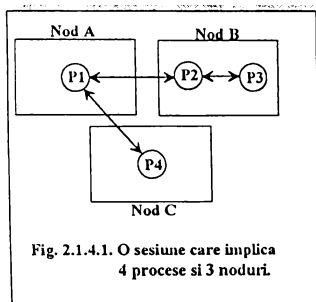 Nod A
Nod B
P1
P2
P3
P4
Nod C
Fig. 2.1.4.1. O sesiune care implica
4 procese si 3 noduri.